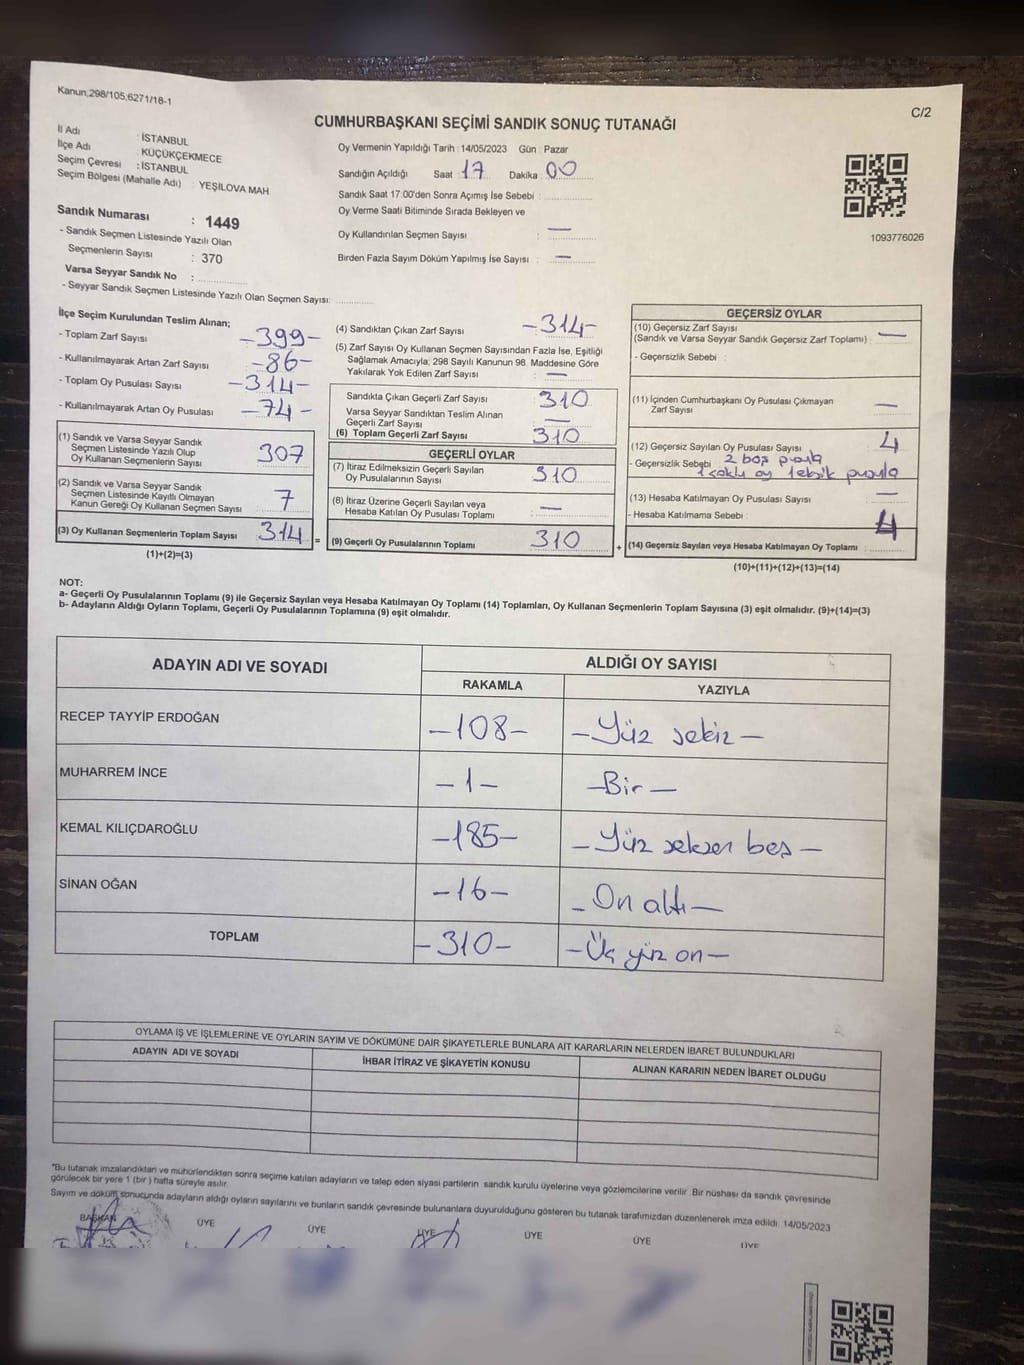 Kanun;298/105;6271/18-1
C/2
CUMHURBAŞKANI SEÇİMİ SANDIK SONUÇ TUTANAĞI
İl Adı : İSTANBUL
İlçe Adı : KÜÇÜKÇEKMECE
Seçim Çevresi : İSTANBUL
Seçim Bölgesi (Mahalle Adı) : YEŞİLOVA MAH
Oy Vermenin Yapıldığı Tarih : 14/05/2023 Gün : Pazar
Sandığın Açıldığı Saat : 17 Dakika : 00
Sandık Saat 17:00'den Sonra Açımış İse Sebebi :
Oy Verme Saati Bitiminde Sırada Bekleyen ve
Oy Kullandırılan Seçmen Sayısı : —
Birden Fazla Sayım Döküm Yapılmış İse Sayısı : —
1093776026
Sandık Numarası : 1449
- Sandık Seçmen Listesinde Yazılı Olan
Seçmenlerin Sayısı : 370
Varsa Seyyar Sandık No :
- Seyyar Sandık Seçmen Listesinde Yazılı Olan Seçmen Sayısı:
İlçe Seçim Kurulundan Teslim Alınan;
- Toplam Zarf Sayısı -399-
- Kullanılmayarak Artan Zarf Sayısı -86-
- Toplam Oy Pusulası Sayısı -314-
- Kullanılmayarak Artan Oy Pusulası -74-
(1) Sandık ve Varsa Seyyar Sandık
Seçmen Listesinde Yazılı Olup
Oy Kullanan Seçmenlerin Sayısı 307
(2) Sandık ve Varsa Seyyar Sandık
Seçmen Listesinde Kayıtlı Olmayan
Kanun Gereği Oy Kullanan Seçmen Sayısı 7
(3) Oy Kullanan Seçmenlerin Toplam Sayısı 314 =
(1)+(2)=(3)
(4) Sandıktan Çıkan Zarf Sayısı -314-
(5) Zarf Sayısı Oy Kullanan Seçmen Sayısından Fazla İse, Eşitliği
Sağlamak Amacıyla; 298 Sayılı Kanunun 98. Maddesine Göre
Yakılarak Yok Edilen Zarf Sayısı —
Sandıkta Çıkan Geçerli Zarf Sayısı 310
Varsa Seyyar Sandıktan Teslim Alınan
Geçerli Zarf Sayısı —
(6) Toplam Geçerli Zarf Sayısı 310
GEÇERLİ OYLAR
(7) İtiraz Edilmeksizin Geçerli Sayılan
Oy Pusulalarının Sayısı 310
(8) İtiraz Üzerine Geçerli Sayılan veya
Hesaba Katılan Oy Pusulası Toplamı —
(9) Geçerli Oy Pusulalarının Toplamı 310 +
GEÇERSİZ OYLAR
(10) Geçersiz Zarf Sayısı
(Sandık ve Varsa Seyyar Sandık Geçersiz Zarf Toplamı) : —
- Geçersizlik Sebebi :
(11) İçinden Cumhurbaşkanı Oy Pusulası Çıkmayan
Zarf Sayısı —
(12) Geçersiz Sayılan Oy Pusulası Sayısı 4
- Geçersizlik Sebebi 2 boş pusula
1 çoklu oy 1 eksik pusula
(13) Hesaba Katılmayan Oy Pusulası Sayısı —
- Hesaba Katılmama Sebebi :
(14) Geçersiz Sayılan veya Hesaba Katılmayan Oy Toplamı : 4
(10)+(11)+(12)+(13)=(14)
NOT:
a- Geçerli Oy Pusulalarının Toplamı (9) ile Geçersiz Sayılan veya Hesaba Katılmayan Oy Toplamı (14) Toplamları, Oy Kullanan Seçmenlerin Toplam Sayısına (3) eşit olmalıdır. (9)+(14)=(3)
b- Adayların Aldığı Oyların Toplamı, Geçerli Oy Pusulalarının Toplamına (9) eşit olmalıdır.
ADAYIN ADI VE SOYADI
ALDIĞI OY SAYISI
RAKAMLA YAZIYLA
RECEP TAYYİP ERDOĞAN -108- -Yüz sekiz-
MUHARREM İNCE -1- -Bir-
KEMAL KILIÇDAROĞLU -185- -Yüz seksen beş-
SİNAN OĞAN -16- -On altı-
TOPLAM -310- -Üç yüz on-
OYLAMA İŞ VE İŞLEMLERİNE VE OYLARIN SAYIM VE DÖKÜMÜNE DAİR ŞİKAYETLERLE BUNLARA AİT KARARLARIN NELERDEN İBARET BULUNDUKLARI
ADAYIN ADI VE SOYADI İHBAR İTİRAZ VE ŞİKAYETİN KONUSU ALINAN KARARIN NEDEN İBARET OLDUĞU
*Bu tutanak imzalandıktan ve mühürlendikten sonra seçime katılan adayların ve talep eden siyasi partilerin sandık kurulu üyelerine veya gözlemcilerine verilir. Bir nüshası da sandık çevresinde
görülecek bir yere 1 (bir ) hafta süreyle asılır.
Sayım ve döküm sonucunda adayların aldığı oyların sayılarını ve bunların sandık çevresinde bulunanlara duyurulduğunu gösteren bu tutanak tarafımızdan düzenlenerek imza edildi. 14/05/2023
BAŞKAN ÜYE ÜYE ÜYE ÜYE ÜYE ÜYE